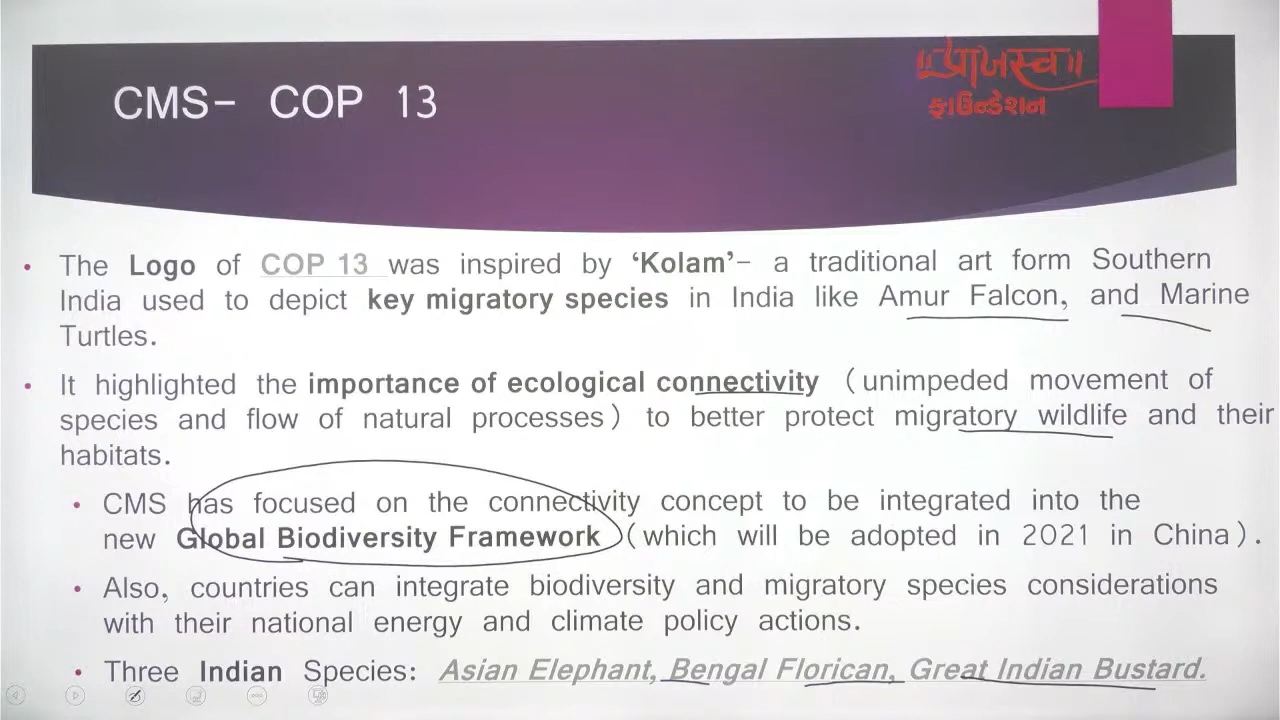 CMS- COP 13
॥प्राजस्व॥
ફાઉન્ડેશન
• The Logo of COP 13 was inspired by ‘Kolam’- a traditional art form Southern
India used to depict key migratory species in India like Amur Falcon, and Marine
Turtles.
• It highlighted the importance of ecological connectivity (unimpeded movement of
species and flow of natural processes) to better protect migratory wildlife and their
habitats.
• CMS has focused on the connectivity concept to be integrated into the
new Global Biodiversity Framework (which will be adopted in 2021 in China).
• Also, countries can integrate biodiversity and migratory species considerations
with their national energy and climate policy actions.
• Three Indian Species: Asian Elephant, Bengal Florican, Great Indian Bustard.